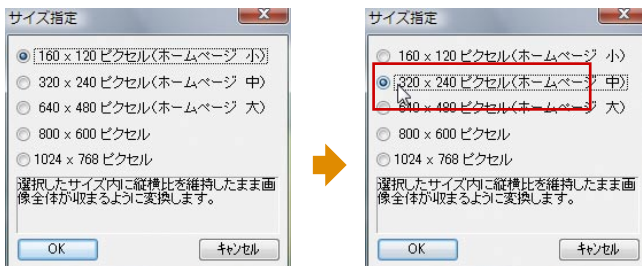 サイズ指定
160 x 120 ピクセル(ホームページ 小)
320 x 240 ピクセル(ホームページ 中)
640 x 480 ピクセル(ホームページ 大)
800 x 600 ピクセル
1024 x 768 ピクセル
選択したサイズ内に縦横比を維持したまま画
像全体が収まるように変換します。
OK キャンセル
サイズ指定
160 x 120 ピクセル(ホームページ 小)
320 x 240 ピクセル(ホームページ 中)
640 x 480 ピクセル(ホームページ 大)
800 x 600 ピクセル
1024 x 768 ピクセル
選択したサイズ内に縦横比を維持したまま画
像全体が収まるように変換します。
OK キャンセル